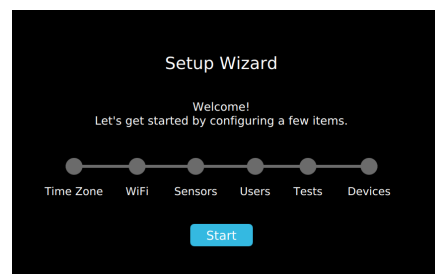 Setup Wizard
Welcome!
Let's get started by configuring a few items.
Time Zone WiFi Sensors Users Tests Devices
Start